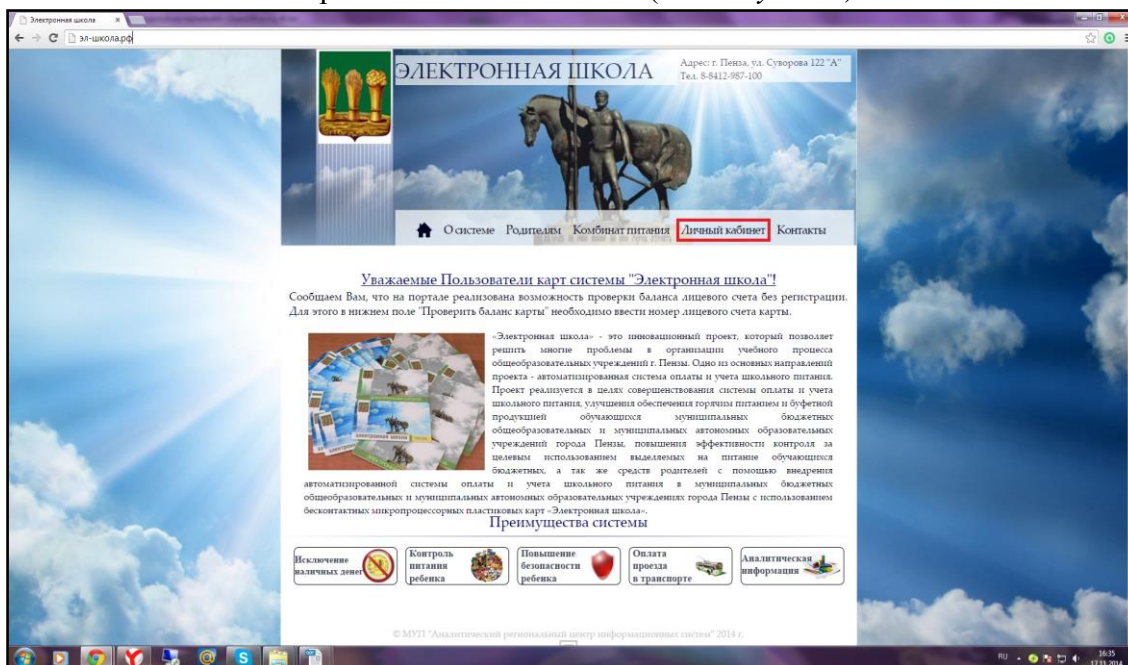 Электронная школа
эл-школа.рф
ЭЛЕКТРОННАЯ ШКОЛА
Адрес: г. Пенза, ул. Суворова 122 "А"
Тел. 8-8412-987-100
О системе Родителям Комбинат питания Личный кабинет Контакты
Уважаемые Пользователи карт системы "Электронная школа"!
Сообщаем Вам, что на портале реализована возможность проверки баланса лицевого счета без регистрации.
Для этого в нижнем поле "Проверить баланс карты" необходимо ввести номер лицевого счета карты.
«Электронная школа» - это инновационный проект, который позволяет
решить многие проблемы в организации учебного процесса
общеобразовательных учреждений г. Пензы. Одно из основных направлений
проекта - автоматизированная система оплаты и учета школьного питания.
Проект реализуется в целях совершенствования системы оплаты и учета
школьного питания, улучшения обеспечения горячим питанием и буфетной
продукцией обучающихся муниципальных бюджетных
общеобразовательных и муниципальных автономных образовательных
учреждений города Пензы, повышения эффективности контроля за
целевым использованием выделяемых на питание обучающихся
бюджетных, а так же средств родителей с помощью внедрения
автоматизированной системы оплаты и учета школьного питания в муниципальных бюджетных
общеобразовательных и муниципальных автономных образовательных учреждениях города Пензы с использованием
бесконтактных микропроцессорных пластиковых карт «Электронная школа».
Преимущества системы
Исключение
наличных денег
Контроль
питания
ребенка
Повышение
безопасности
ребенка
Оплата
проезда
в транспорте
Аналитическая
информация
© МУП "Аналитический региональный центр информационных систем" 2014 г.
RU
16:35
17.11.2014